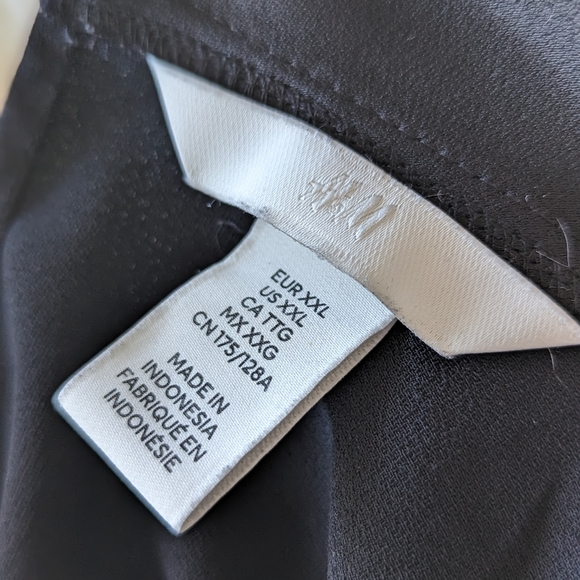 H&M
EUR XXL
US XXL
CA TTG
MX XXG
CN 175/128A
MADE IN
INDONESIA
FABRIQUÉ EN
INDONÉSIE